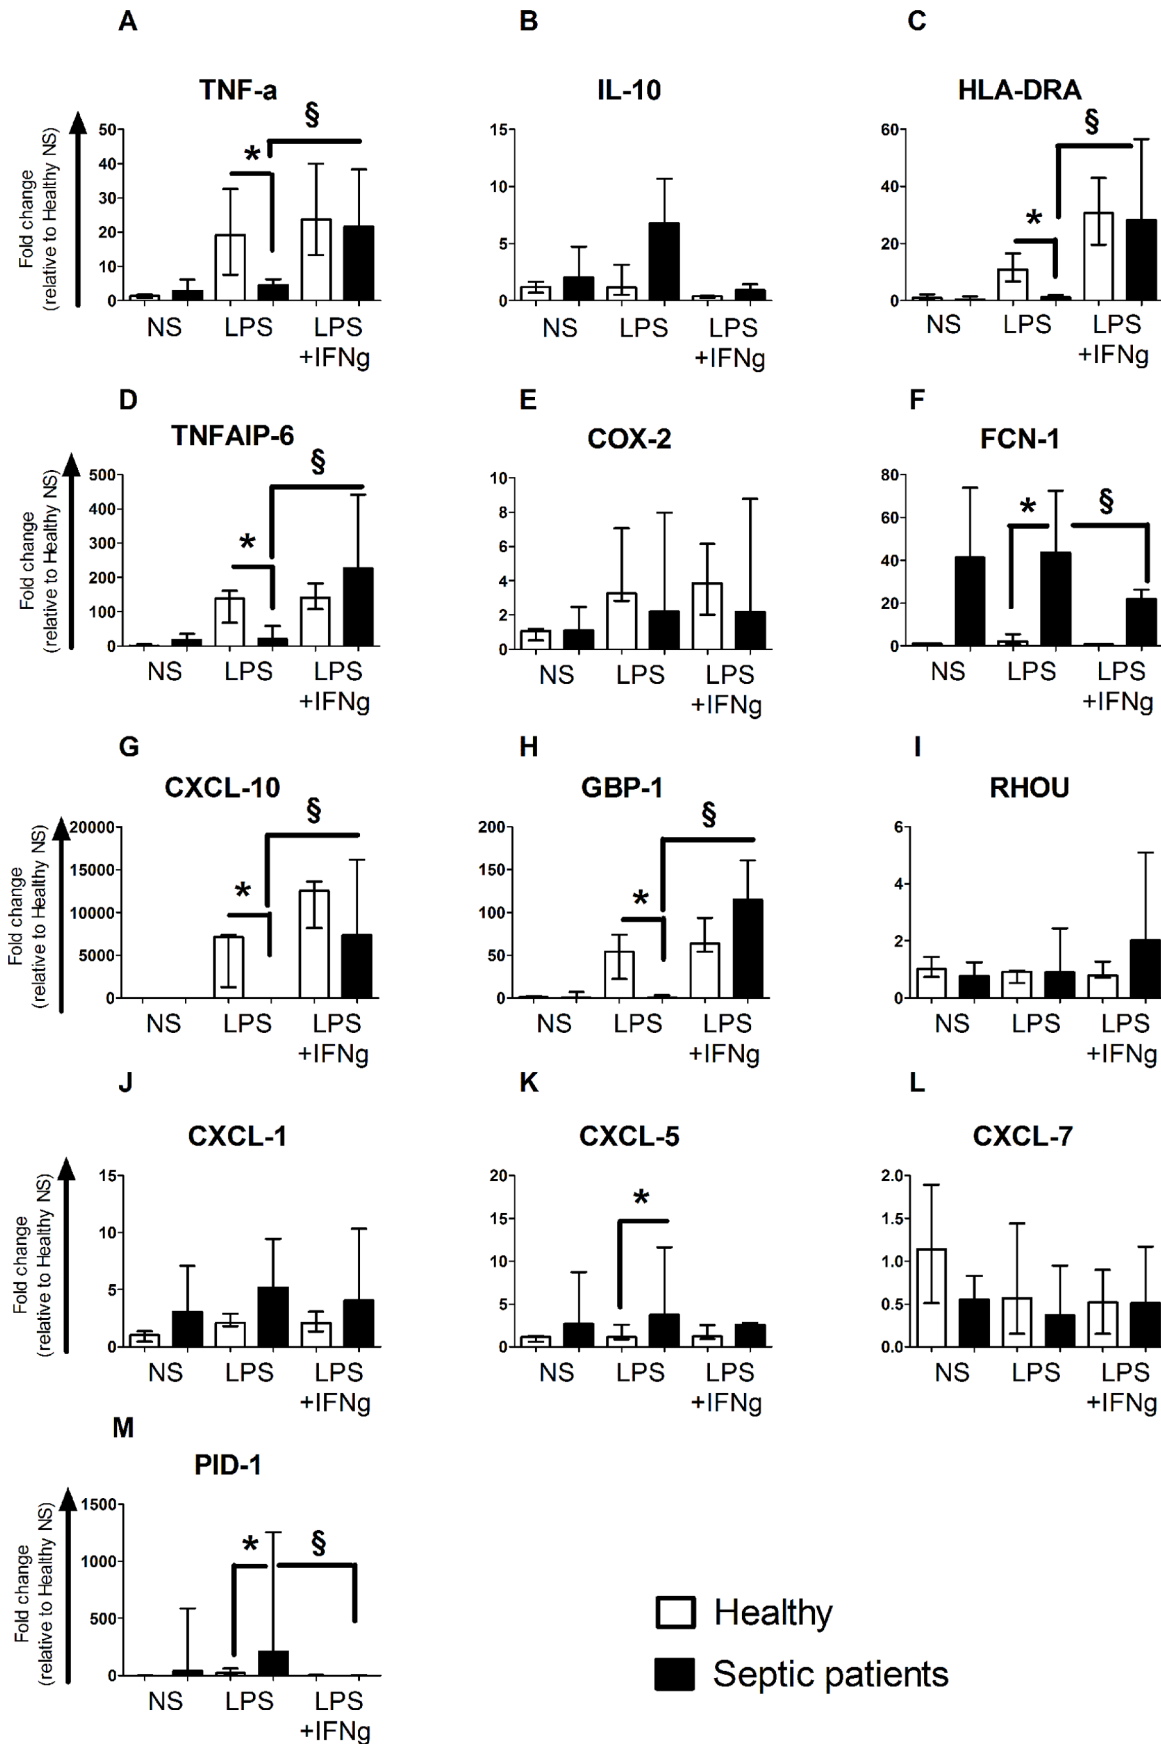 A B C
TNF-a IL-10 HLA-DRA
Fold change
(relative to Healthy NS)
50
40
30
20
10
0
*
§
NS LPS LPS
+IFNg
15
10
5
0
NS LPS LPS
+IFNg
60
40
20
0
*
§
NS LPS LPS
+IFNg
D E F
TNFAIP-6 COX-2 FCN-1
Fold change
(relative to Healthy NS)
500
400
300
200
100
0
*
§
NS LPS LPS
+IFNg
10
8
6
4
2
0
NS LPS LPS
+IFNg
80
60
40
20
0
*
§
NS LPS LPS
+IFNg
G H I
CXCL-10 GBP-1 RHOU
Fold change
(relative to Healthy NS)
20000
15000
10000
5000
0
*
§
NS LPS LPS
+IFNg
200
150
100
50
0
*
§
NS LPS LPS
+IFNg
6
4
2
0
NS LPS LPS
+IFNg
J K L
CXCL-1 CXCL-5 CXCL-7
Fold change
(relative to Healthy NS)
15
10
5
0
NS LPS LPS
+IFNg
20
15
10
5
0
*
NS LPS LPS
+IFNg
2.0
1.5
1.0
0.5
0.0
NS LPS LPS
+IFNg
M
PID-1
Fold change
(relative to Healthy NS)
1500
1000
500
0
*
§
NS LPS LPS
+IFNg
Healthy
Septic patients